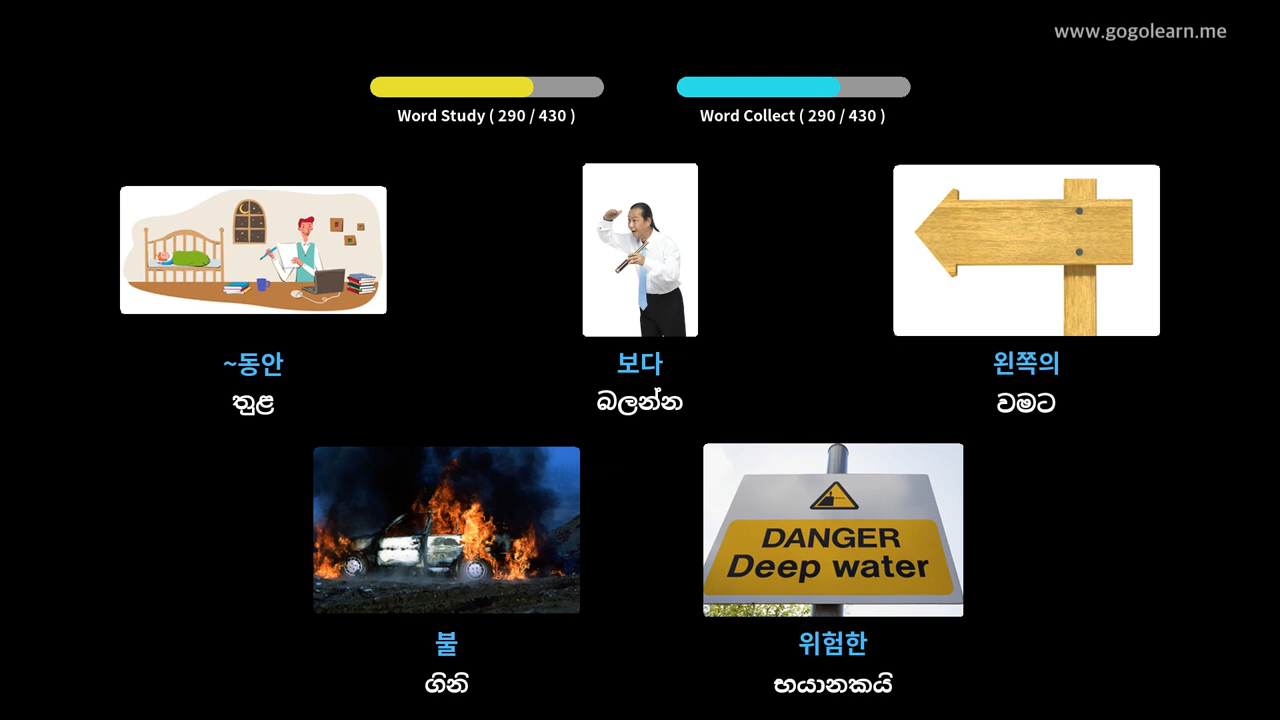 www.gogolearn.me
Word Study ( 290 / 430 )
Word Collect ( 290 / 430 )
~동안
තුළ
보다
බලන්න
왼쪽의
වමට
DANGER
Deep water
불
ගිනි
위험한
භයානකයි